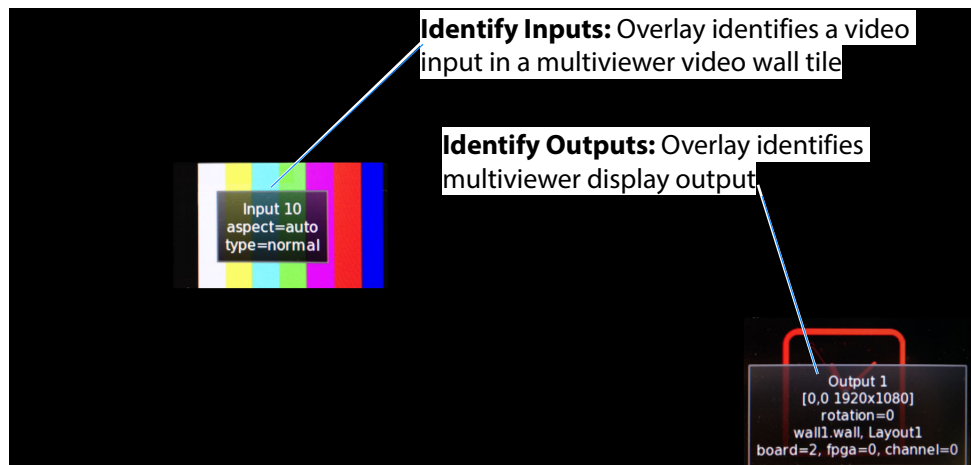 Identify Inputs: Overlay identifies a video
input in a multiviewer video wall tile
Identify Outputs: Overlay identifies
multiviewer display output
Input 10
aspect=auto
type=normal
Output 1
[0,0 1920x1080]
rotation=0
wall1.wall, Layout1
board=2, fpga=0, channel=0